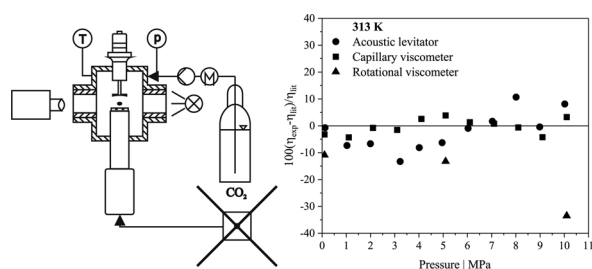 T
p
M
CO₂
313 K
Acoustic levitator
Capillary viscometer
Rotational viscometer
100(ηexp-ηlit)/ηlit
40
30
20
10
0
-10
-20
-30
-40
0 1 2 3 4 5 6 7 8 9 10 11
Pressure | MPa